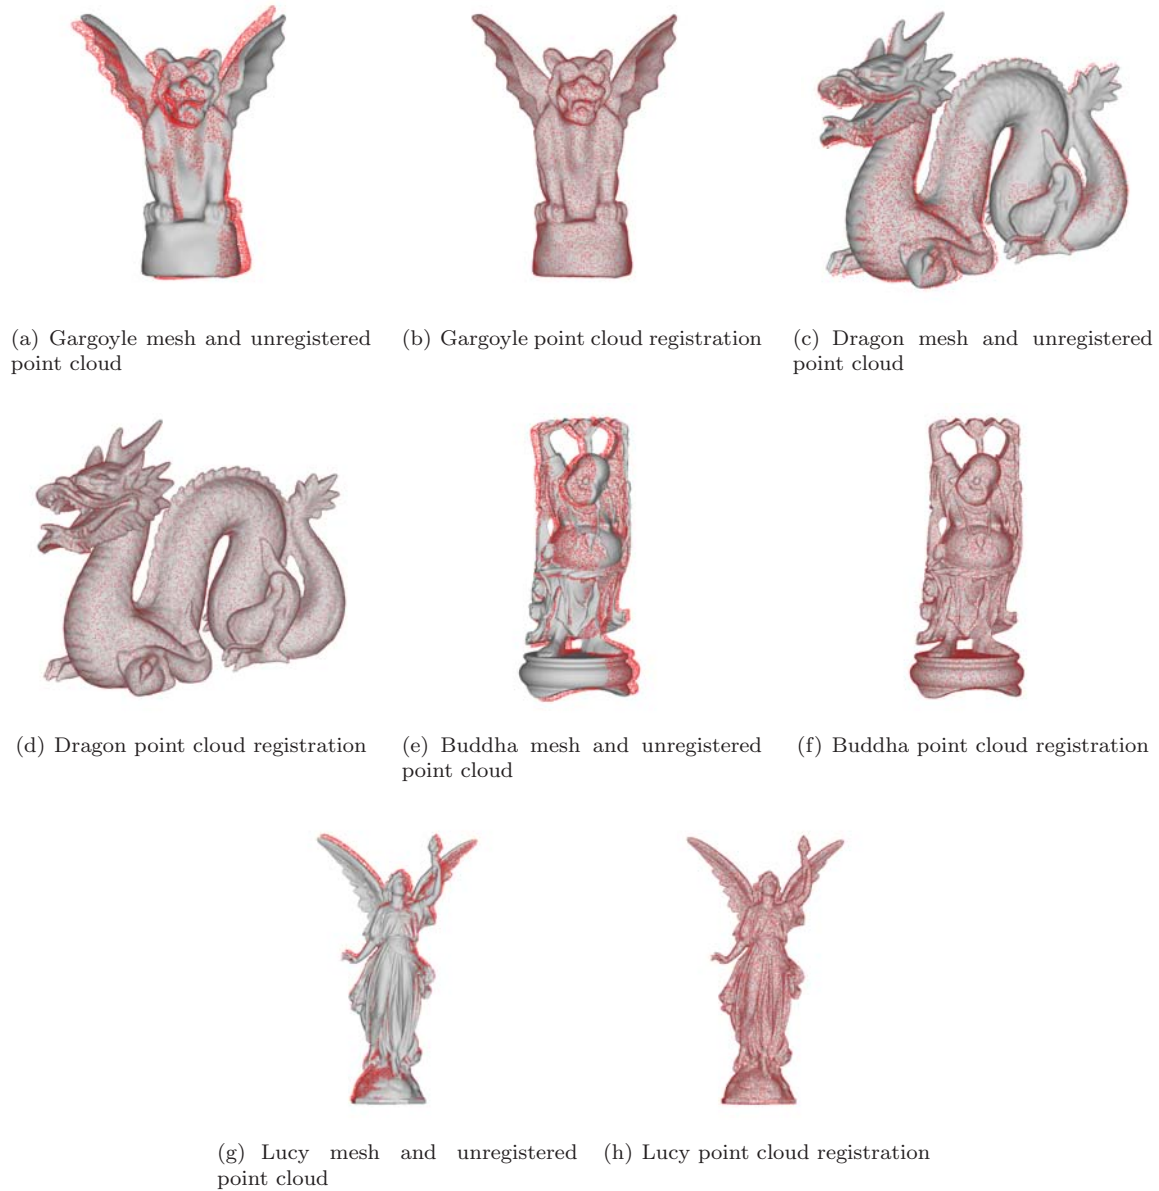 (a) Gargoyle mesh and unregistered
point cloud
(b) Gargoyle point cloud registration
(c) Dragon mesh and unregistered
point cloud
(d) Dragon point cloud registration
(e) Buddha mesh and unregistered
point cloud
(f) Buddha point cloud registration
(g) Lucy mesh and unregistered
point cloud
(h) Lucy point cloud registration